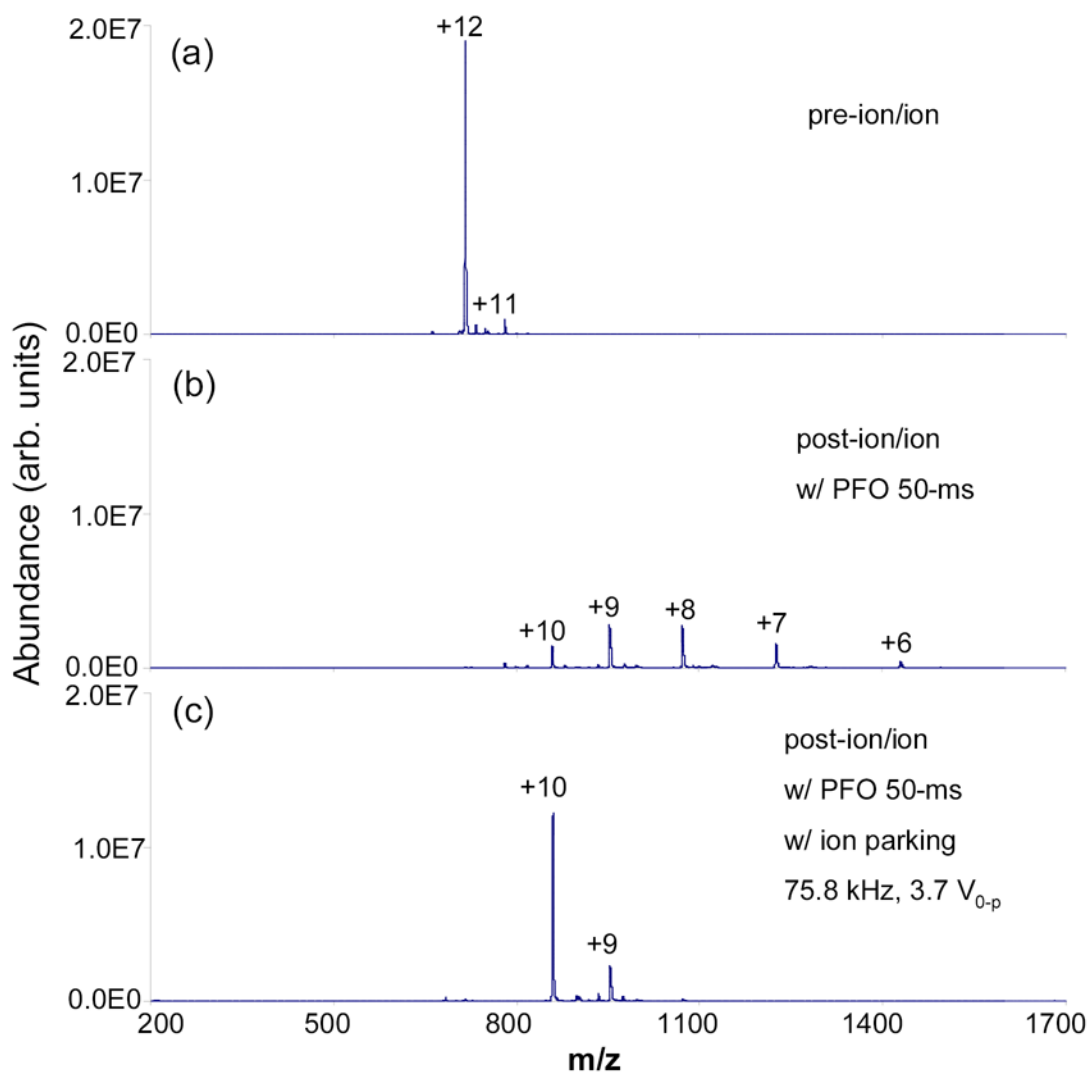 (a)
2.0E7
1.0E7
0.0E0
+12
+11
pre-ion/ion
(b)
2.0E7
1.0E7
0.0E0
+10
+9
+8
+7
+6
post-ion/ion
w/ PFO 50-ms
(c)
2.0E7
1.0E7
0.0E0
+10
+9
post-ion/ion
w/ PFO 50-ms
w/ ion parking
75.8 kHz, 3.7 V0-p
200 500 800 1100 1400 1700
m/z
Abundance (arb. units)